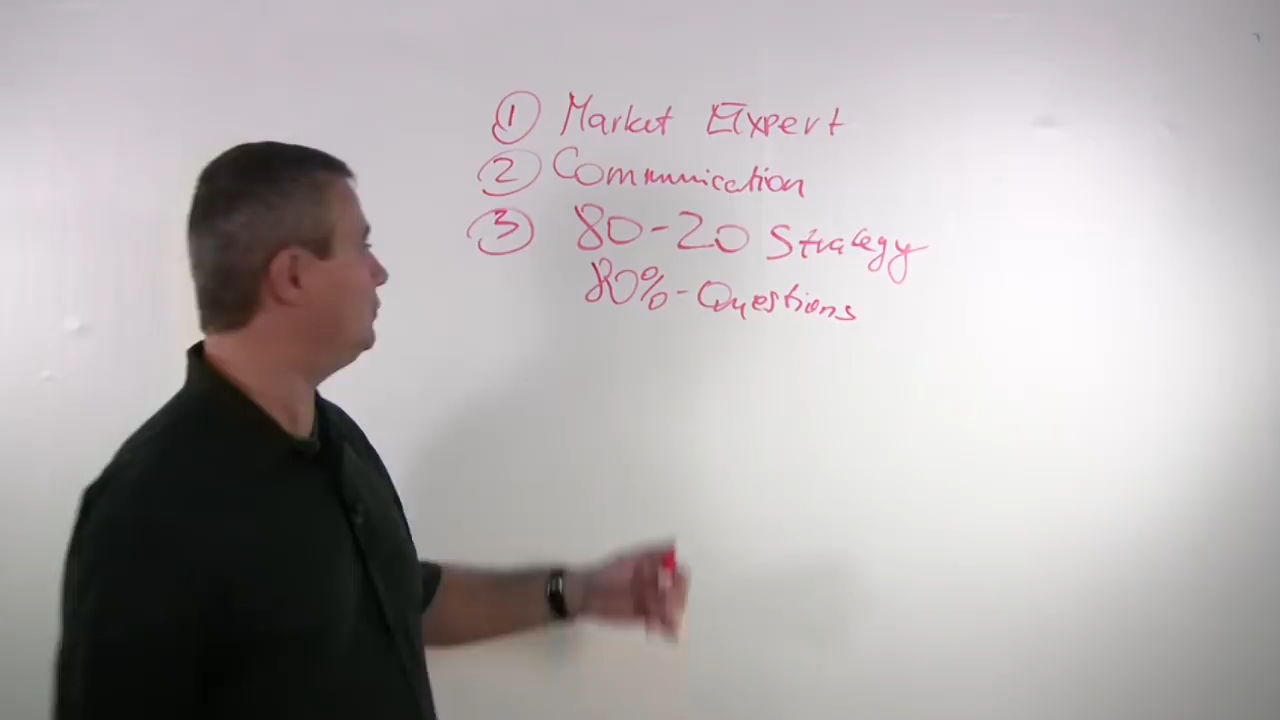 ① Market Expert
② Communication
③ 80-20 Strategy
80% - Questions